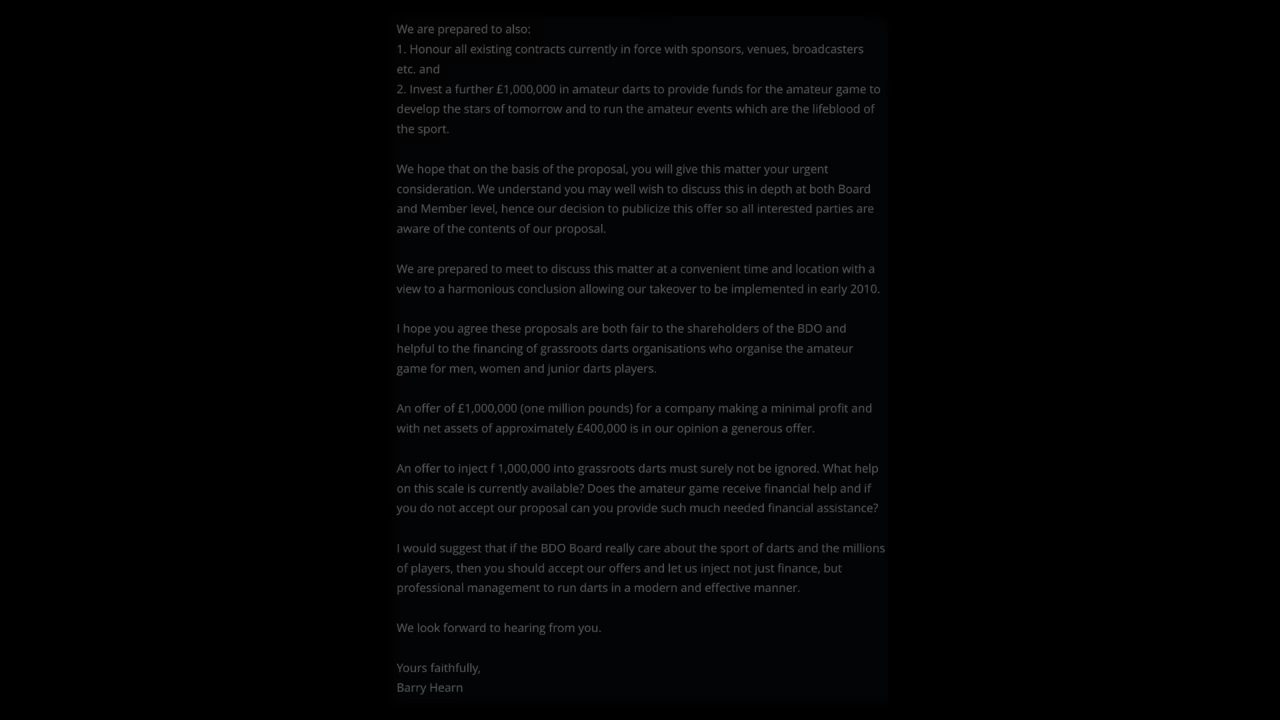 We are prepared to also:
1. Honour all existing contracts currently in force with sponsors, venues, broadcasters
etc. and
2. Invest a further £1,000,000 in amateur darts to provide funds for the amateur game to
develop the stars of tomorrow and to run the amateur events which are the lifeblood of
the sport.
We hope that on the basis of the proposal, you will give this matter your urgent
consideration. We understand you may well wish to discuss this in depth at both Board
and Member level, hence our decision to publicize this offer so all interested parties are
aware of the contents of our proposal.
We are prepared to meet to discuss this matter at a convenient time and location with a
view to a harmonious conclusion allowing our takeover to be implemented in early 2010.
I hope you agree these proposals are both fair to the shareholders of the BDO and
helpful to the financing of grassroots darts organisations who organise the amateur
game for men, women and junior darts players.
An offer of £1,000,000 (one million pounds) for a company making a minimal profit and
with net assets of approximately £400,000 is in our opinion a generous offer.
An offer to inject f 1,000,000 into grassroots darts must surely not be ignored. What help
on this scale is currently available? Does the amateur game receive financial help and if
you do not accept our proposal can you provide such much needed financial assistance?
I would suggest that if the BDO Board really care about the sport of darts and the millions
of players, then you should accept our offers and let us inject not just finance, but
professional management to run darts in a modern and effective manner.
We look forward to hearing from you.
Yours faithfully,
Barry Hearn